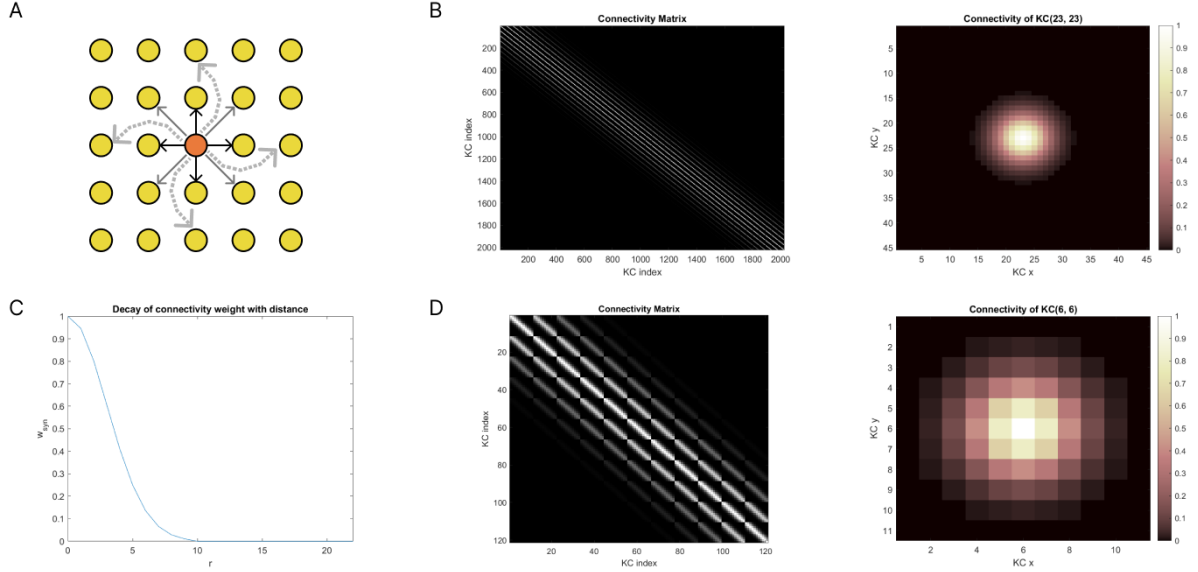 A
B
Connectivity Matrix
KC index
200
400
600
800
1000
1200
1400
1600
1800
2000
200 400 600 800 1000 1200 1400 1600 1800 2000
KC index
Connectivity of KC(23, 23)
KC y
5
10
15
20
25
30
35
40
45
5 10 15 20 25 30 35 40 45
KC x
1
0.9
0.8
0.7
0.6
0.5
0.4
0.3
0.2
0.1
0
C
Decay of connectivity weight with distance
w_syn
1
0.9
0.8
0.7
0.6
0.5
0.4
0.3
0.2
0.1
0
0 5 10 15 20
r
D
Connectivity Matrix
KC index
20
40
60
80
100
120
20 40 60 80 100 120
KC index
Connectivity of KC(6, 6)
KC y
1
2
3
4
5
6
7
8
9
10
11
2 4 6 8 10
KC x
1
0.9
0.8
0.7
0.6
0.5
0.4
0.3
0.2
0.1
0